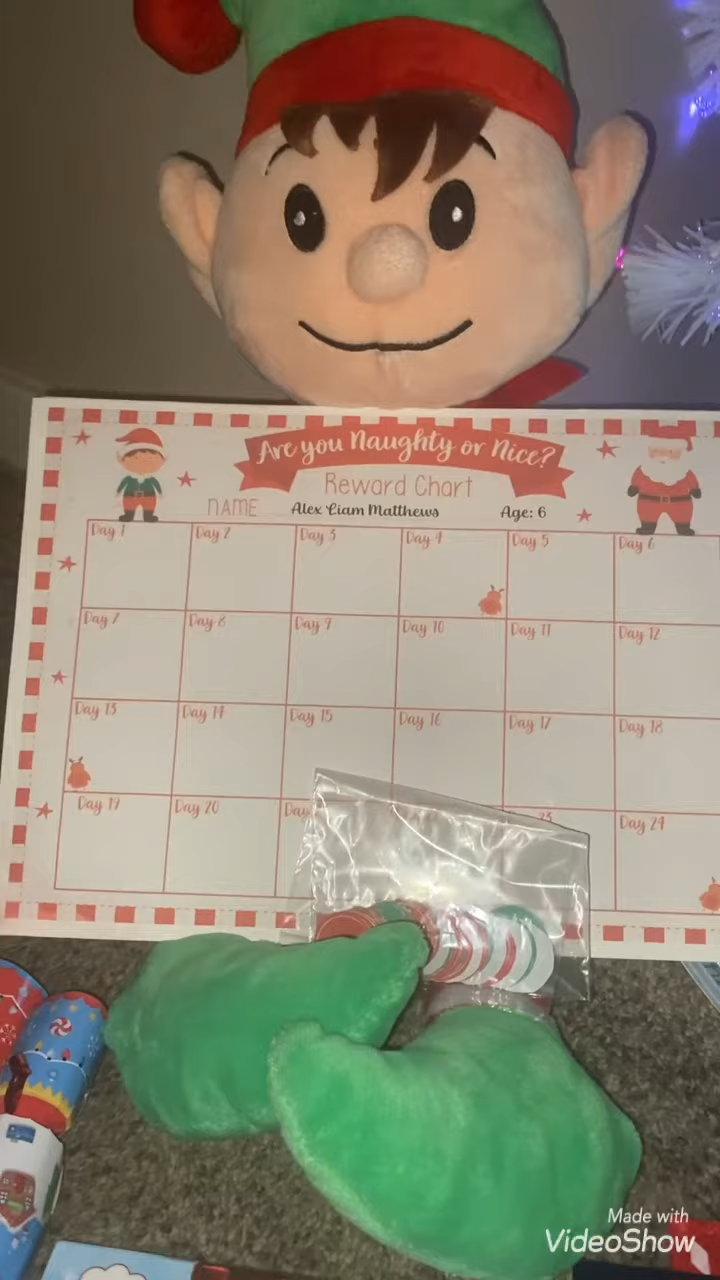 Are you Naughty or Nice?
Reward Chart
NAME Alex Liam Matthews Age: 6
Day 1 Day 2 Day 3 Day 4 Day 5 Day 6
Day 7 Day 8 Day 9 Day 10 Day 11 Day 12
Day 13 Day 14 Day 15 Day 16 Day 17 Day 18
Day 19 Day 20 Day 23 Day 24
Made with
VideoShow